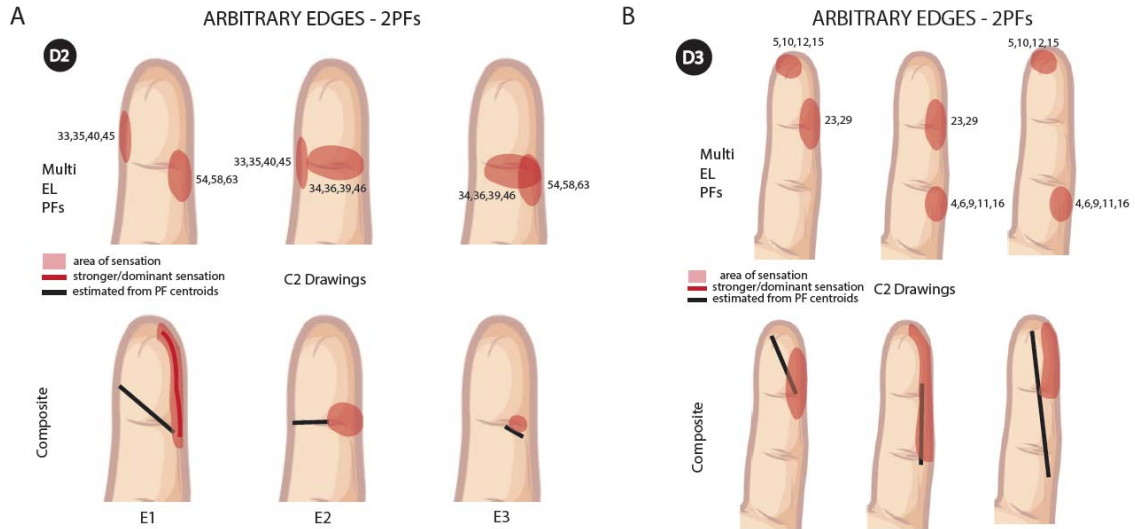 A
ARBITRARY EDGES - 2PFs
D2
33,35,40,45
54,58,63
33,35,40,45
34,36,39,46
34,36,39,46
54,58,63
Multi
EL
PFs
area of sensation
stronger/dominant sensation
estimated from PF centroids
C2 Drawings
Composite
E1
E2
E3
B
ARBITRARY EDGES - 2PFs
D3
5,10,12,15
23,29
23,29
4,6,9,11,16
5,10,12,15
4,6,9,11,16
Multi
EL
PFs
area of sensation
stronger/dominant sensation
estimated from PF centroids
C2 Drawings
Composite